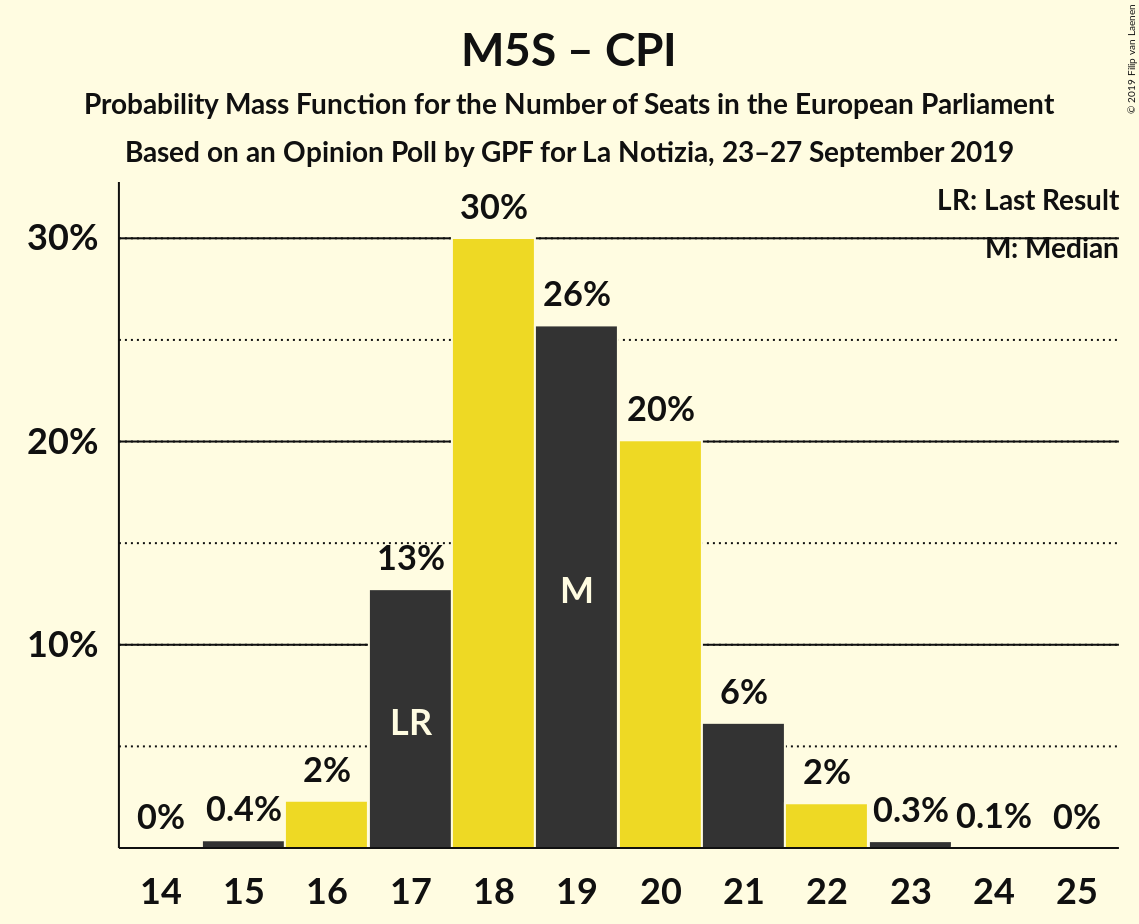 M5S – CPI
Probability Mass Function for the Number of Seats in the European Parliament
Based on an Opinion Poll by GPF for La Notizia, 23–27 September 2019
© 2019 Filip van Laenen
LR: Last Result
M: Median
30%
20%
10%
0%
0.4%
2%
13%
30%
26%
20%
6%
2%
0.3%
0.1%
0%
LR
M
14 15 16 17 18 19 20 21 22 23 24 25